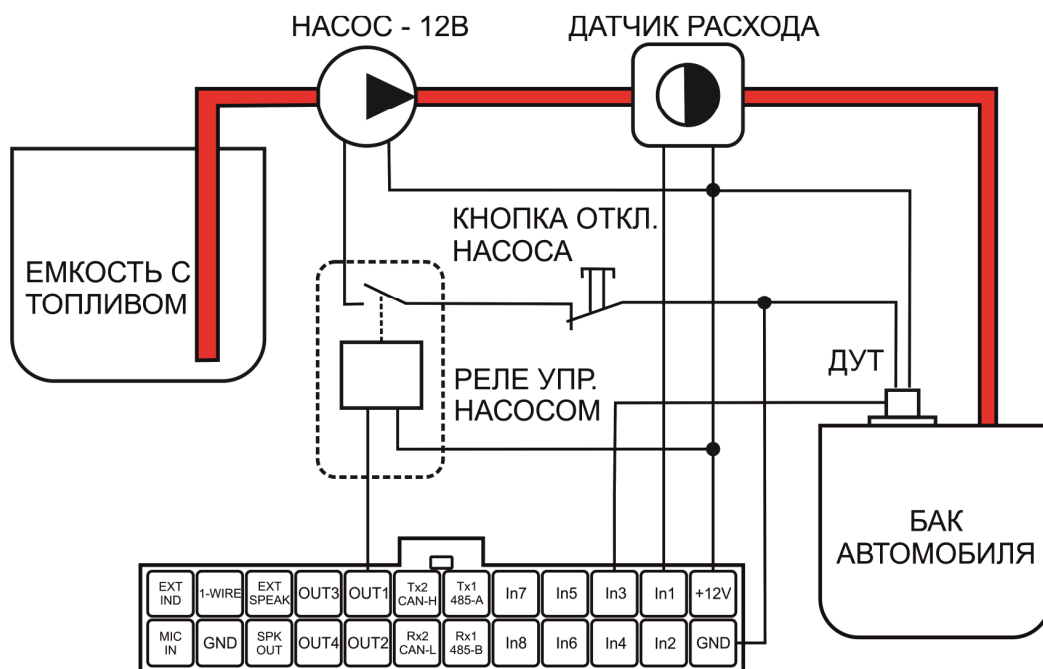 НАСОС - 12В
ДАТЧИК РАСХОДА
КНОПКА ОТКЛ.
НАСОСА
ЕМКОСТЬ С
ТОПЛИВОМ
ДУТ
РЕЛЕ УПР.
НАСОСОМ
БАК
АВТОМОБИЛЯ
EXT IND 1-WIRE EXT SPEAK OUT3 OUT1 Tx2 CAN-H Tx1 485-A In7 In5 In3 In1 +12V
MIC IN GND SPK OUT OUT4 OUT2 Rx2 CAN-L Rx1 485-B In8 In6 In4 In2 GND